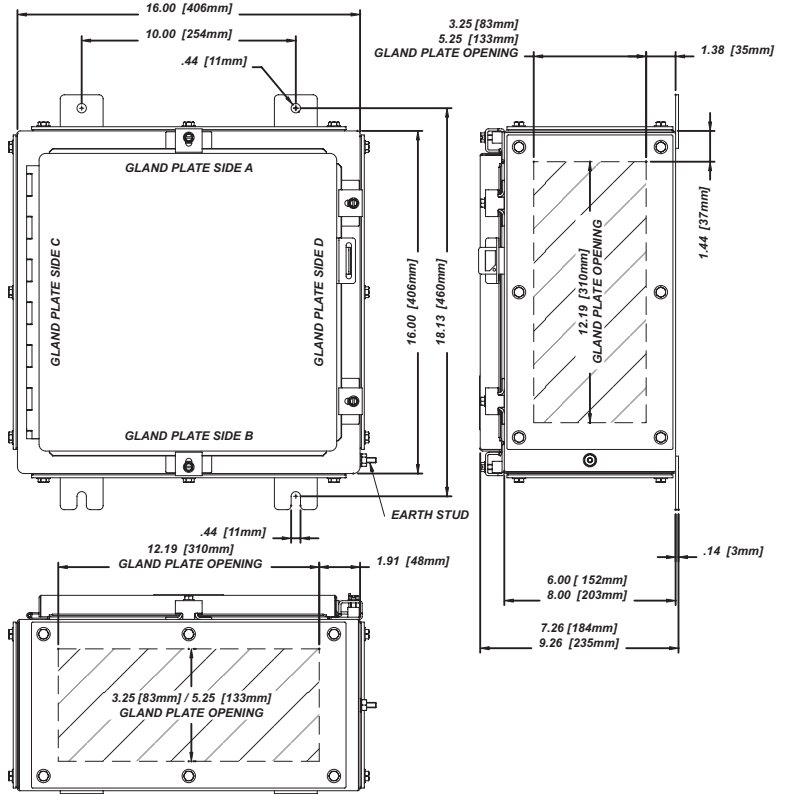 16.00 [406mm]
10.00 [254mm]
.44 [11mm]
3.25 [83mm]
5.25 [133mm]
GLAND PLATE OPENING
1.38 [35mm]
GLAND PLATE SIDE A
GLAND PLATE SIDE C
GLAND PLATE SIDE D
GLAND PLATE SIDE B
16.00 [406mm]
18.13 [460mm]
12.19 [310mm]
GLAND PLATE OPENING
1.44 [37mm]
EARTH STUD
.44 [11mm]
12.19 [310mm]
GLAND PLATE OPENING
1.91 [48mm]
.14 [3mm]
6.00 [ 152mm]
8.00 [203mm]
7.26 [184mm]
9.26 [235mm]
3.25 [83mm] / 5.25 [133mm]
GLAND PLATE OPENING